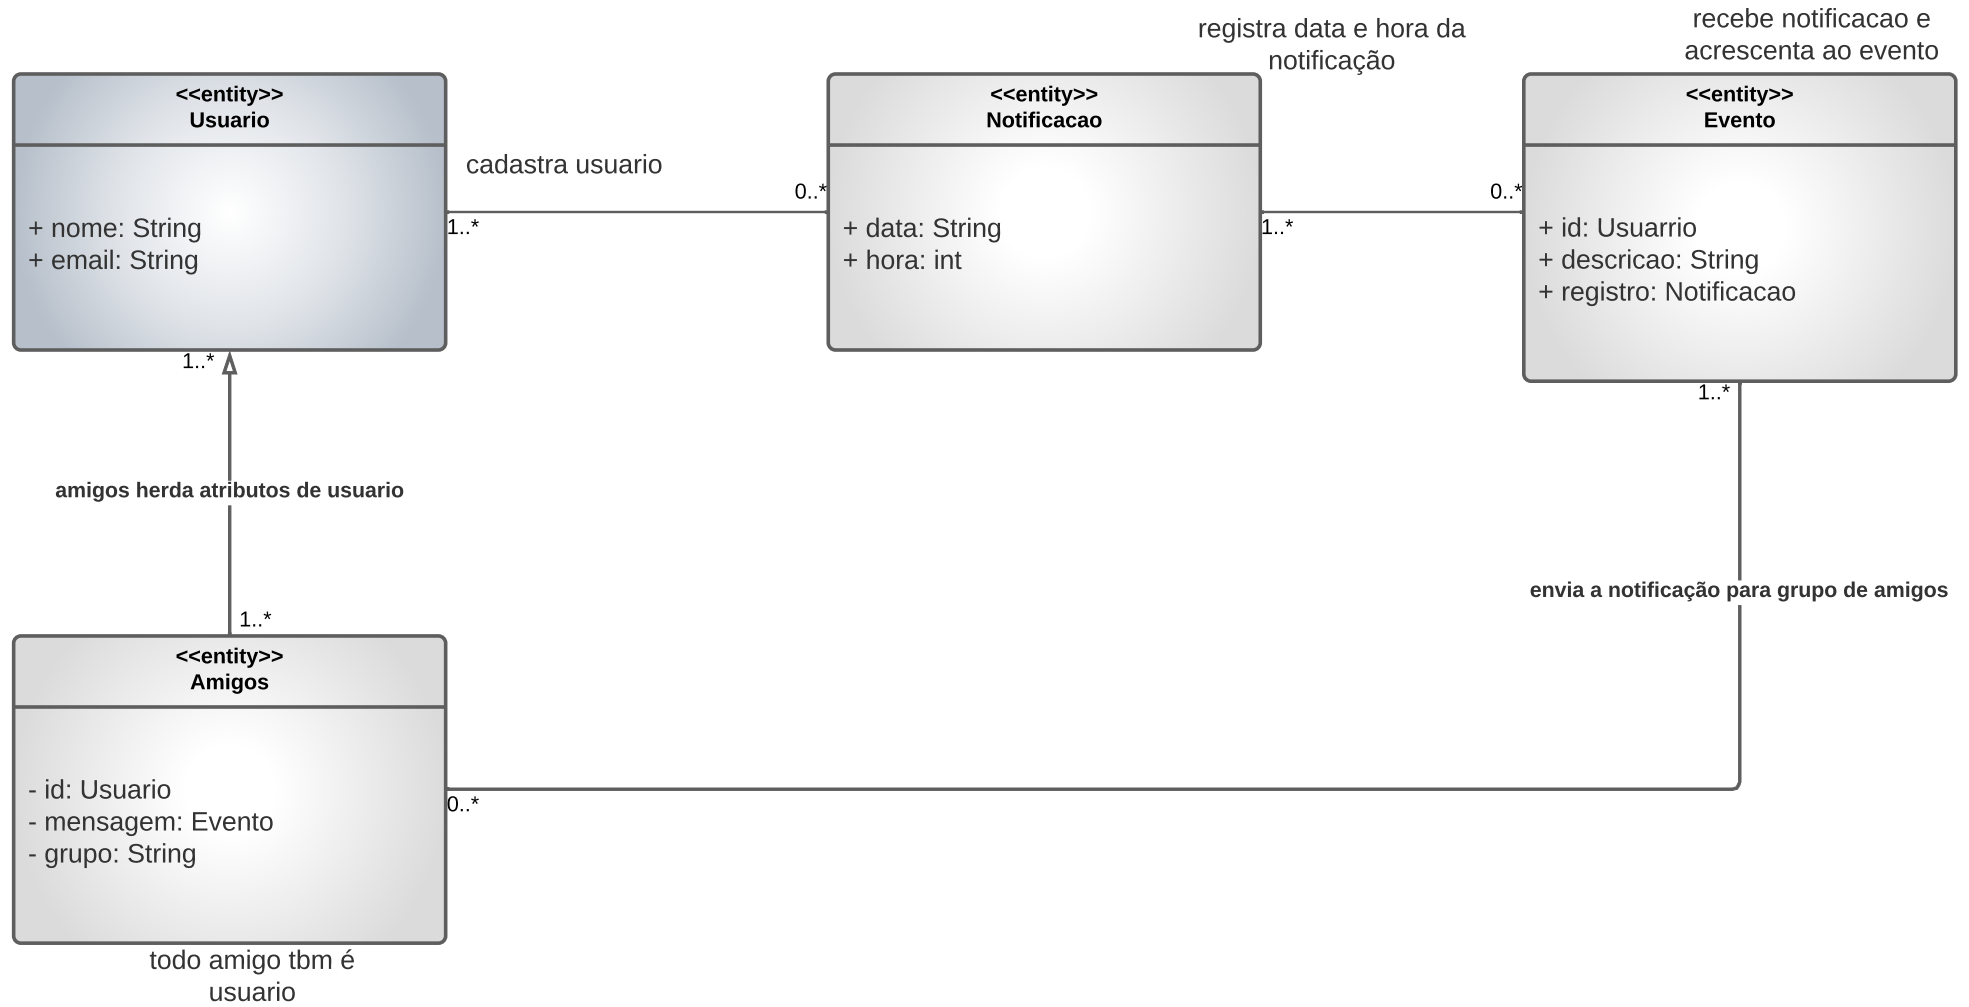 registra data e hora da
notificação
recebe notificacao e
acrescenta ao evento
<<entity>>
Usuario
+ nome: String
+ email: String
cadastra usuario
1..*
0..*
<<entity>>
Notificacao
+ data: String
+ hora: int
1..*
0..*
<<entity>>
Evento
+ id: Usuarrio
+ descricao: String
+ registro: Notificacao
1..*
1..*
amigos herda atributos de usuario
envia a notificação para grupo de amigos
1..*
<<entity>>
Amigos
- id: Usuario
- mensagem: Evento
- grupo: String
0..*
todo amigo tbm é
usuario